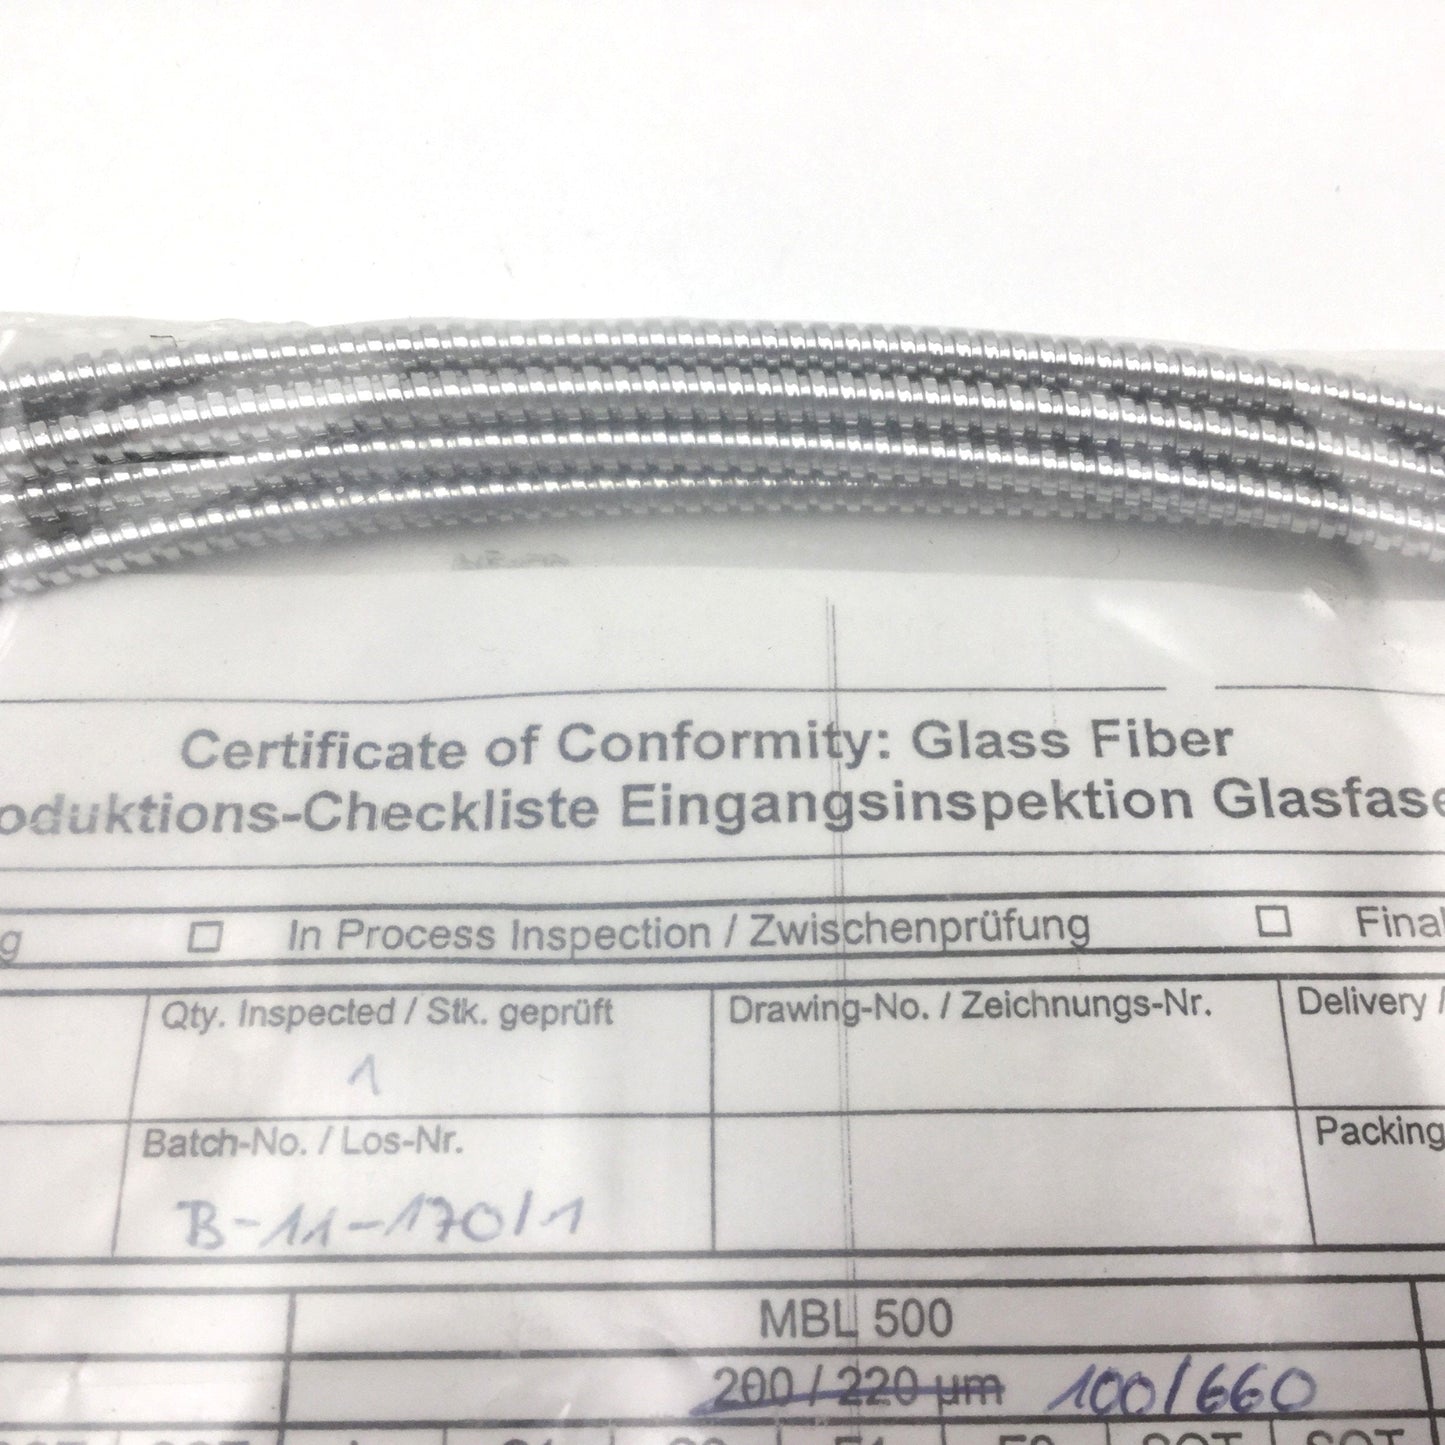 Certificate of Conformity: Glass Fiber
oduktions-Checkliste Eingangsinspektion Glasfase
g □ In Process Inspection / Zwischenprüfung □ Final
Qty. Inspected / Stk. geprüft Drawing-No. / Zeichnungs-Nr. Delivery /
1
Batch-No. / Los-Nr. Packing
B-11-170/1
MBL 500
200 / 220 µm 100/660